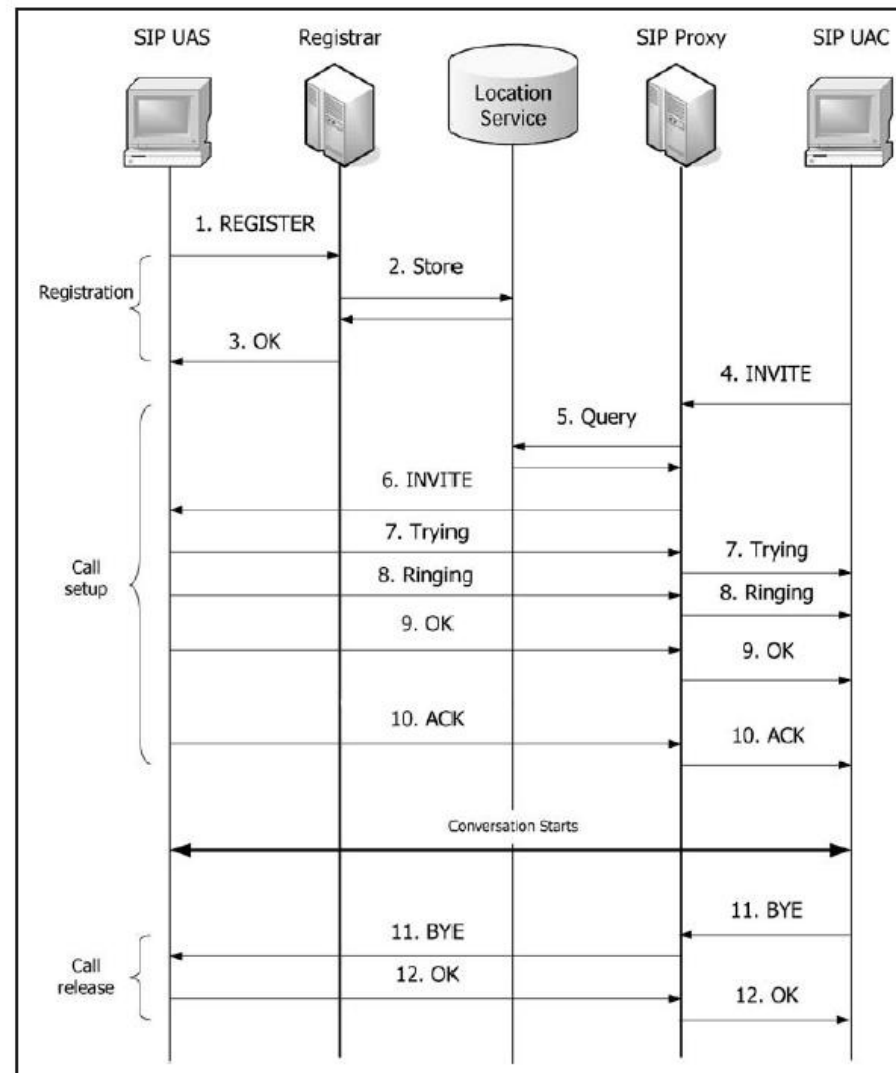 SIP UAS
Registrar
SIP Proxy
SIP UAC
Location
Service
1. REGISTER
2. Store
Registration
3. OK
4. INVITE
5. Query
6. INVITE
7. Trying
7. Trying
Call
setup
8. Ringing
8. Ringing
9. OK
9. OK
10. ACK
10. ACK
Conversation Starts
11. BYE
11. BYE
Call
release
12. OK
12. OK